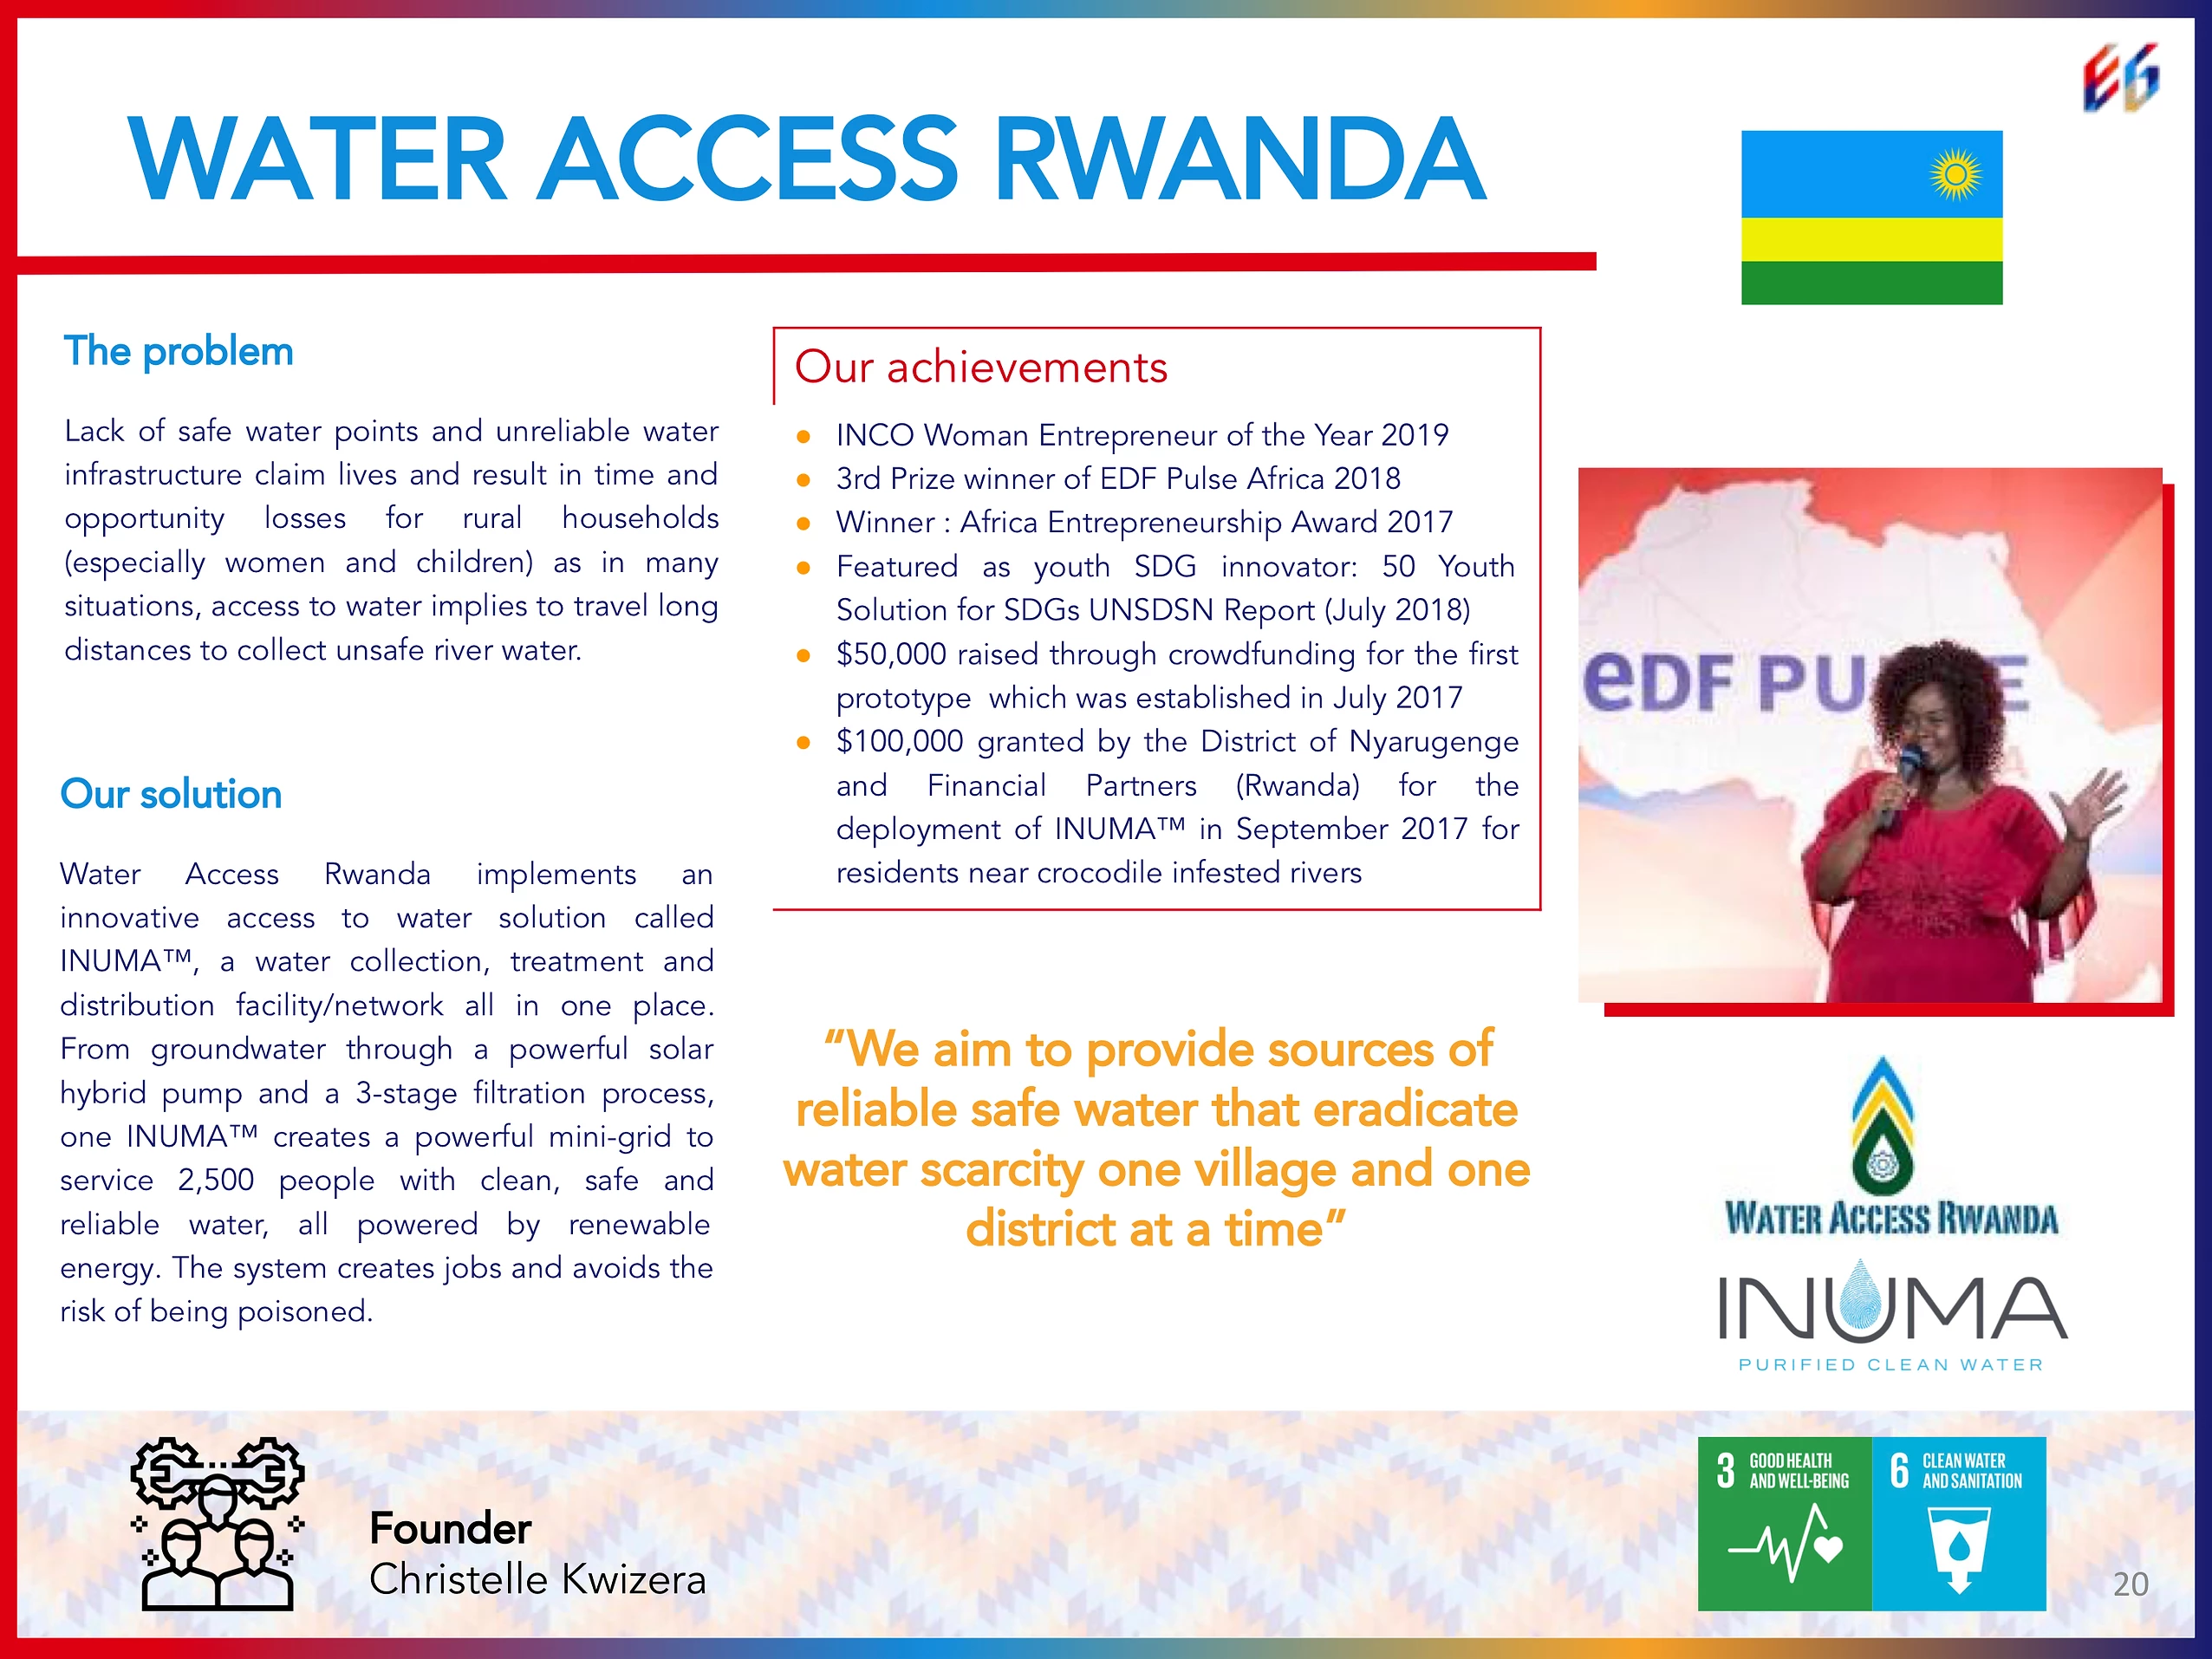 E6
WATER ACCESS RWANDA
The problem
Lack of safe water points and unreliable water
infrastructure claim lives and result in time and
opportunity losses for rural households
(especially women and children) as in many
situations, access to water implies to travel long
distances to collect unsafe river water.
Our solution
Water Access Rwanda implements an
innovative access to water solution called
INUMA™, a water collection, treatment and
distribution facility/network all in one place.
From groundwater through a powerful solar
hybrid pump and a 3-stage filtration process,
one INUMA™ creates a powerful mini-grid to
service 2,500 people with clean, safe and
reliable water, all powered by renewable
energy. The system creates jobs and avoids the
risk of being poisoned.
Our achievements
● INCO Woman Entrepreneur of the Year 2019
● 3rd Prize winner of EDF Pulse Africa 2018
● Winner : Africa Entrepreneurship Award 2017
● Featured as youth SDG innovator: 50 Youth
Solution for SDGs UNSDSN Report (July 2018)
● $50,000 raised through crowdfunding for the first
prototype which was established in July 2017
● $100,000 granted by the District of Nyarugenge
and Financial Partners (Rwanda) for the
deployment of INUMA™ in September 2017 for
residents near crocodile infested rivers
“We aim to provide sources of
reliable safe water that eradicate
water scarcity one village and one
district at a time”
eDF PU E
WATER ACCESS RWANDA
INUMA
PURIFIED CLEAN WATER
Founder
Christelle Kwizera
3 GOOD HEALTH
AND WELL-BEING
6 CLEAN WATER
AND SANITATION
20